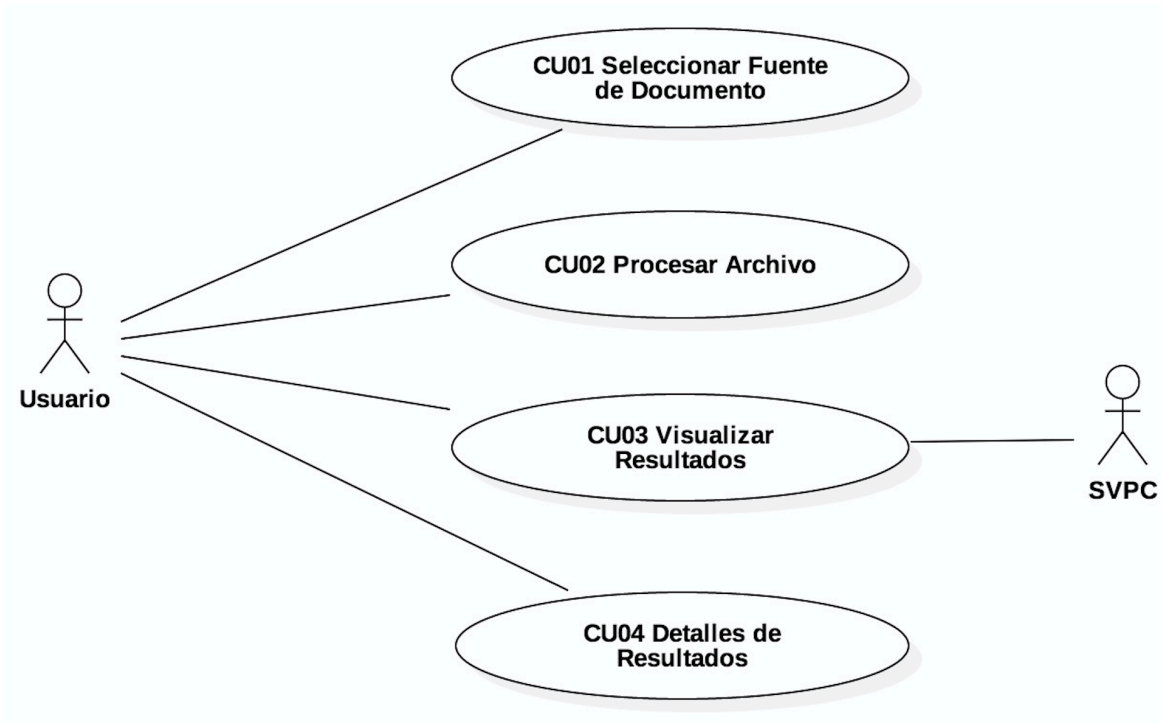 CU01 Seleccionar Fuente
de Documento
CU02 Procesar Archivo
Usuario
CU03 Visualizar
Resultados
SVPC
CU04 Detalles de
Resultados